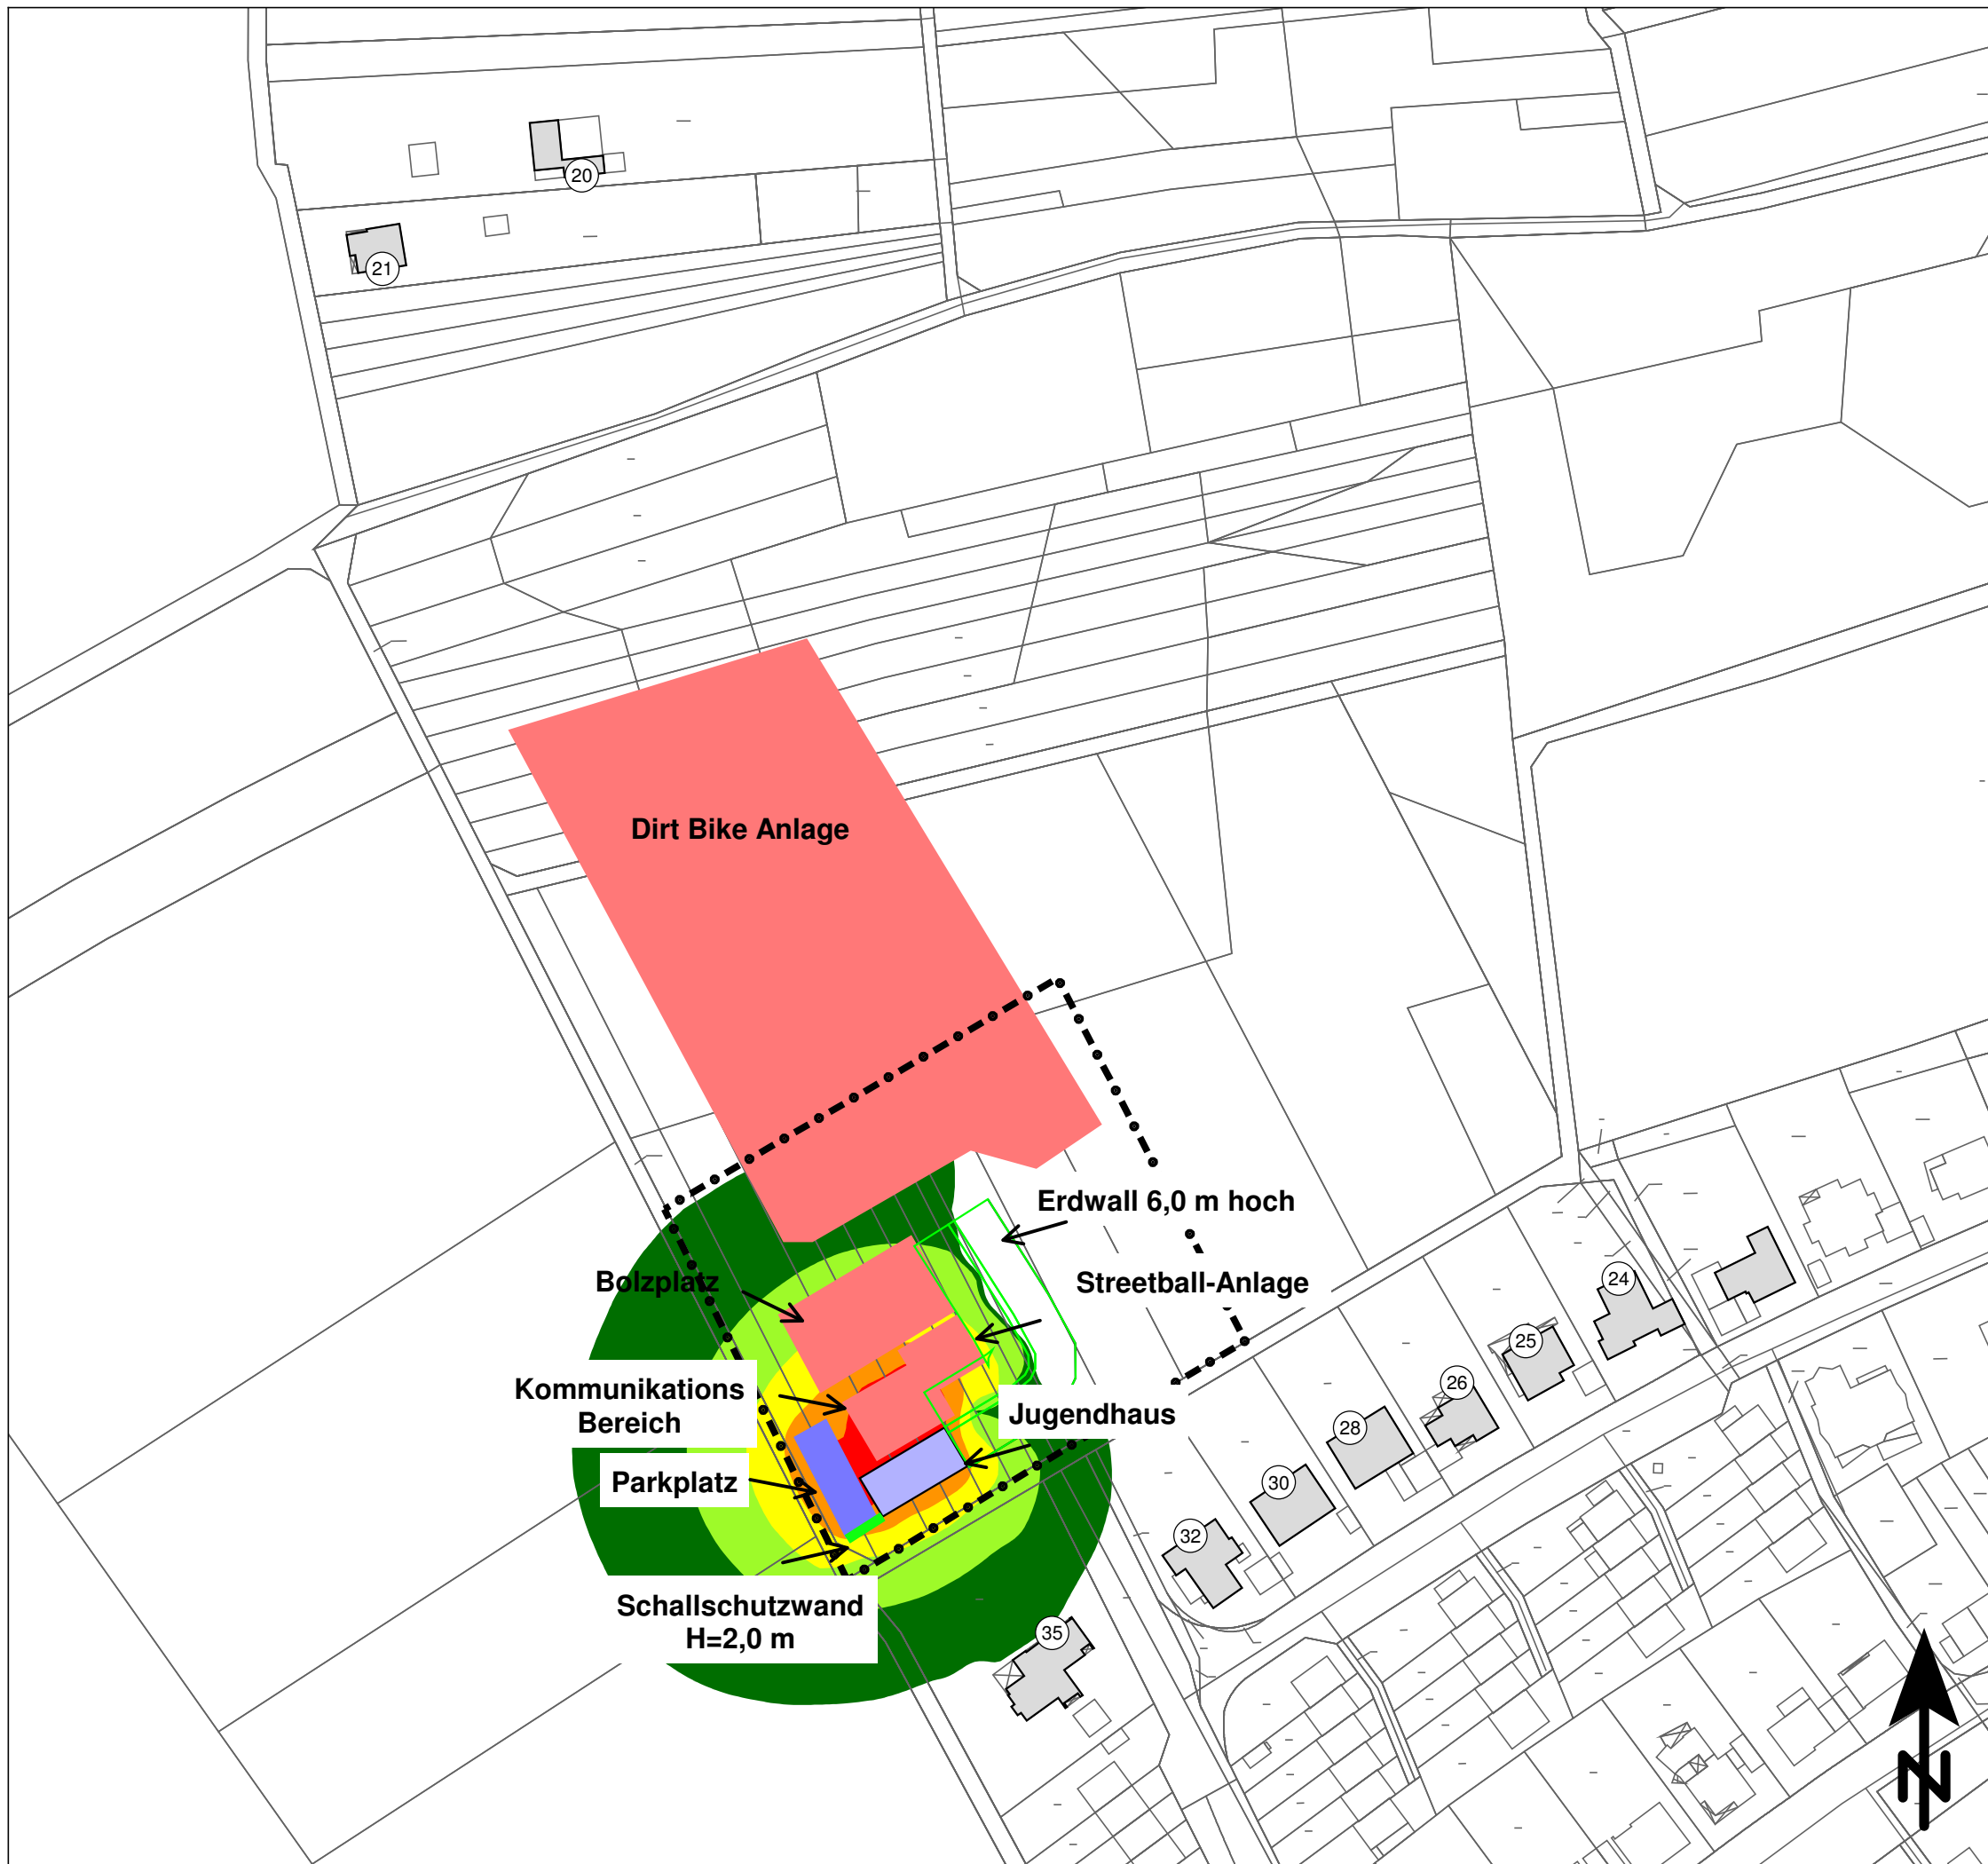 20
21
Dirt Bike Anlage
Erdwall 6,0 m hoch
Bolzplatz
Streetball-Anlage
24
25
26
Kommunikations
Bereich
Jugendhaus
28
Parkplatz
30
32
Schallschutzwand
H=2,0 m
35
N